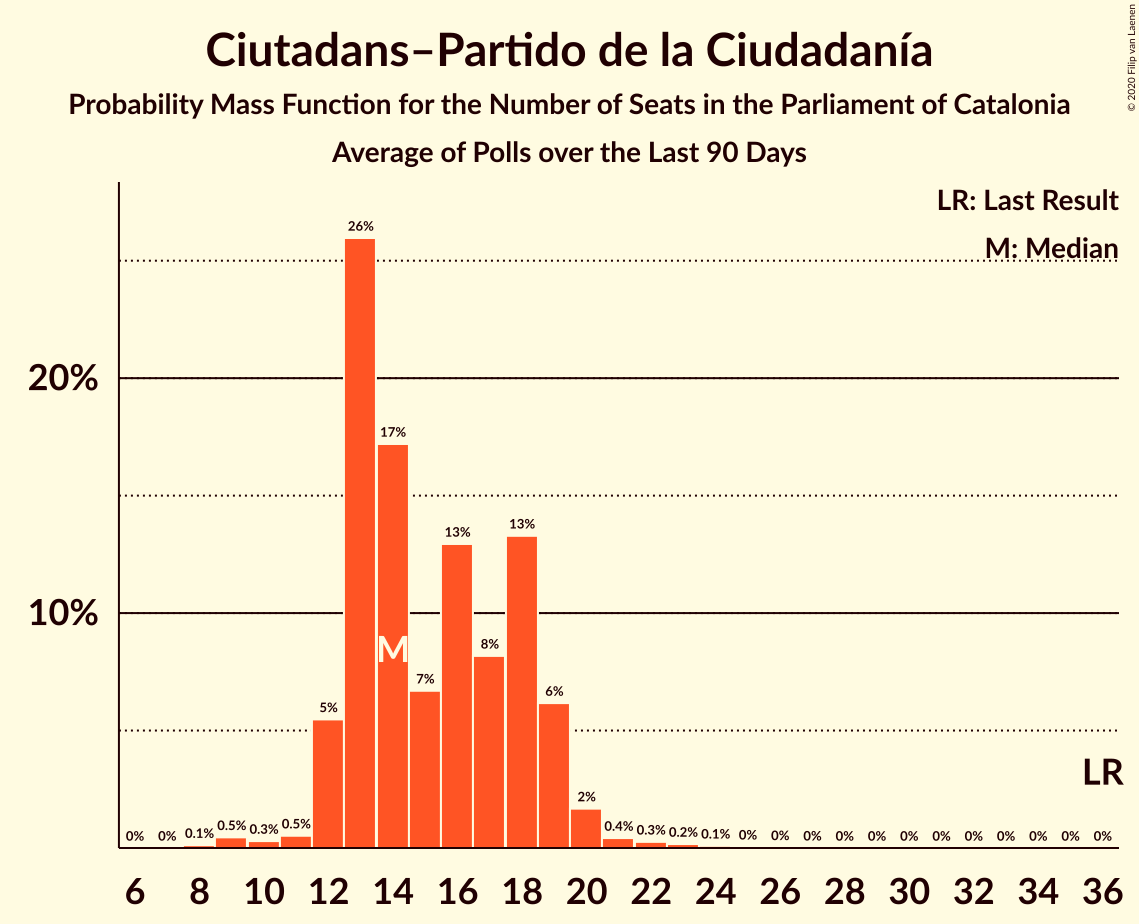 Ciutadans–Partido de la Ciudadanía
Probability Mass Function for the Number of Seats in the Parliament of Catalonia
Average of Polls over the Last 90 Days
© 2020 Filip van Laenen
LR: Last Result
M: Median
20%
10%
0% 0% 0.1% 0.5% 0.3% 0.5% 5% 26% 17% 7% 13% 8% 13% 6% 2% 0.4% 0.3% 0.2% 0.1% 0% 0% 0% 0% 0% 0% 0% 0% 0% 0% 0% 0%
M
LR
6 8 10 12 14 16 18 20 22 24 26 28 30 32 34 36